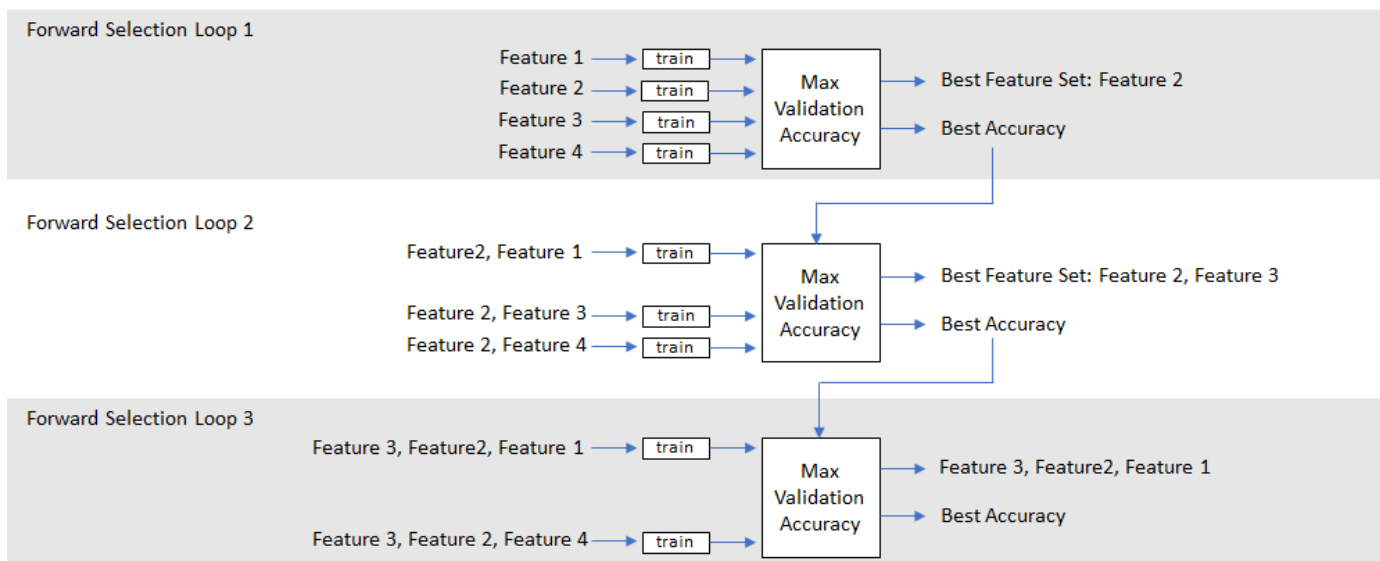 Forward Selection Loop 1
Feature 1
train
Feature 2
train
Feature 3
train
Feature 4
train
Max
Validation
Accuracy
Best Feature Set: Feature 2
Best Accuracy
Forward Selection Loop 2
Feature2, Feature 1
train
Feature 2, Feature 3
train
Feature 2, Feature 4
train
Max
Validation
Accuracy
Best Feature Set: Feature 2, Feature 3
Best Accuracy
Forward Selection Loop 3
Feature 3, Feature2, Feature 1
train
Feature 3, Feature 2, Feature 4
train
Max
Validation
Accuracy
Feature 3, Feature2, Feature 1
Best Accuracy